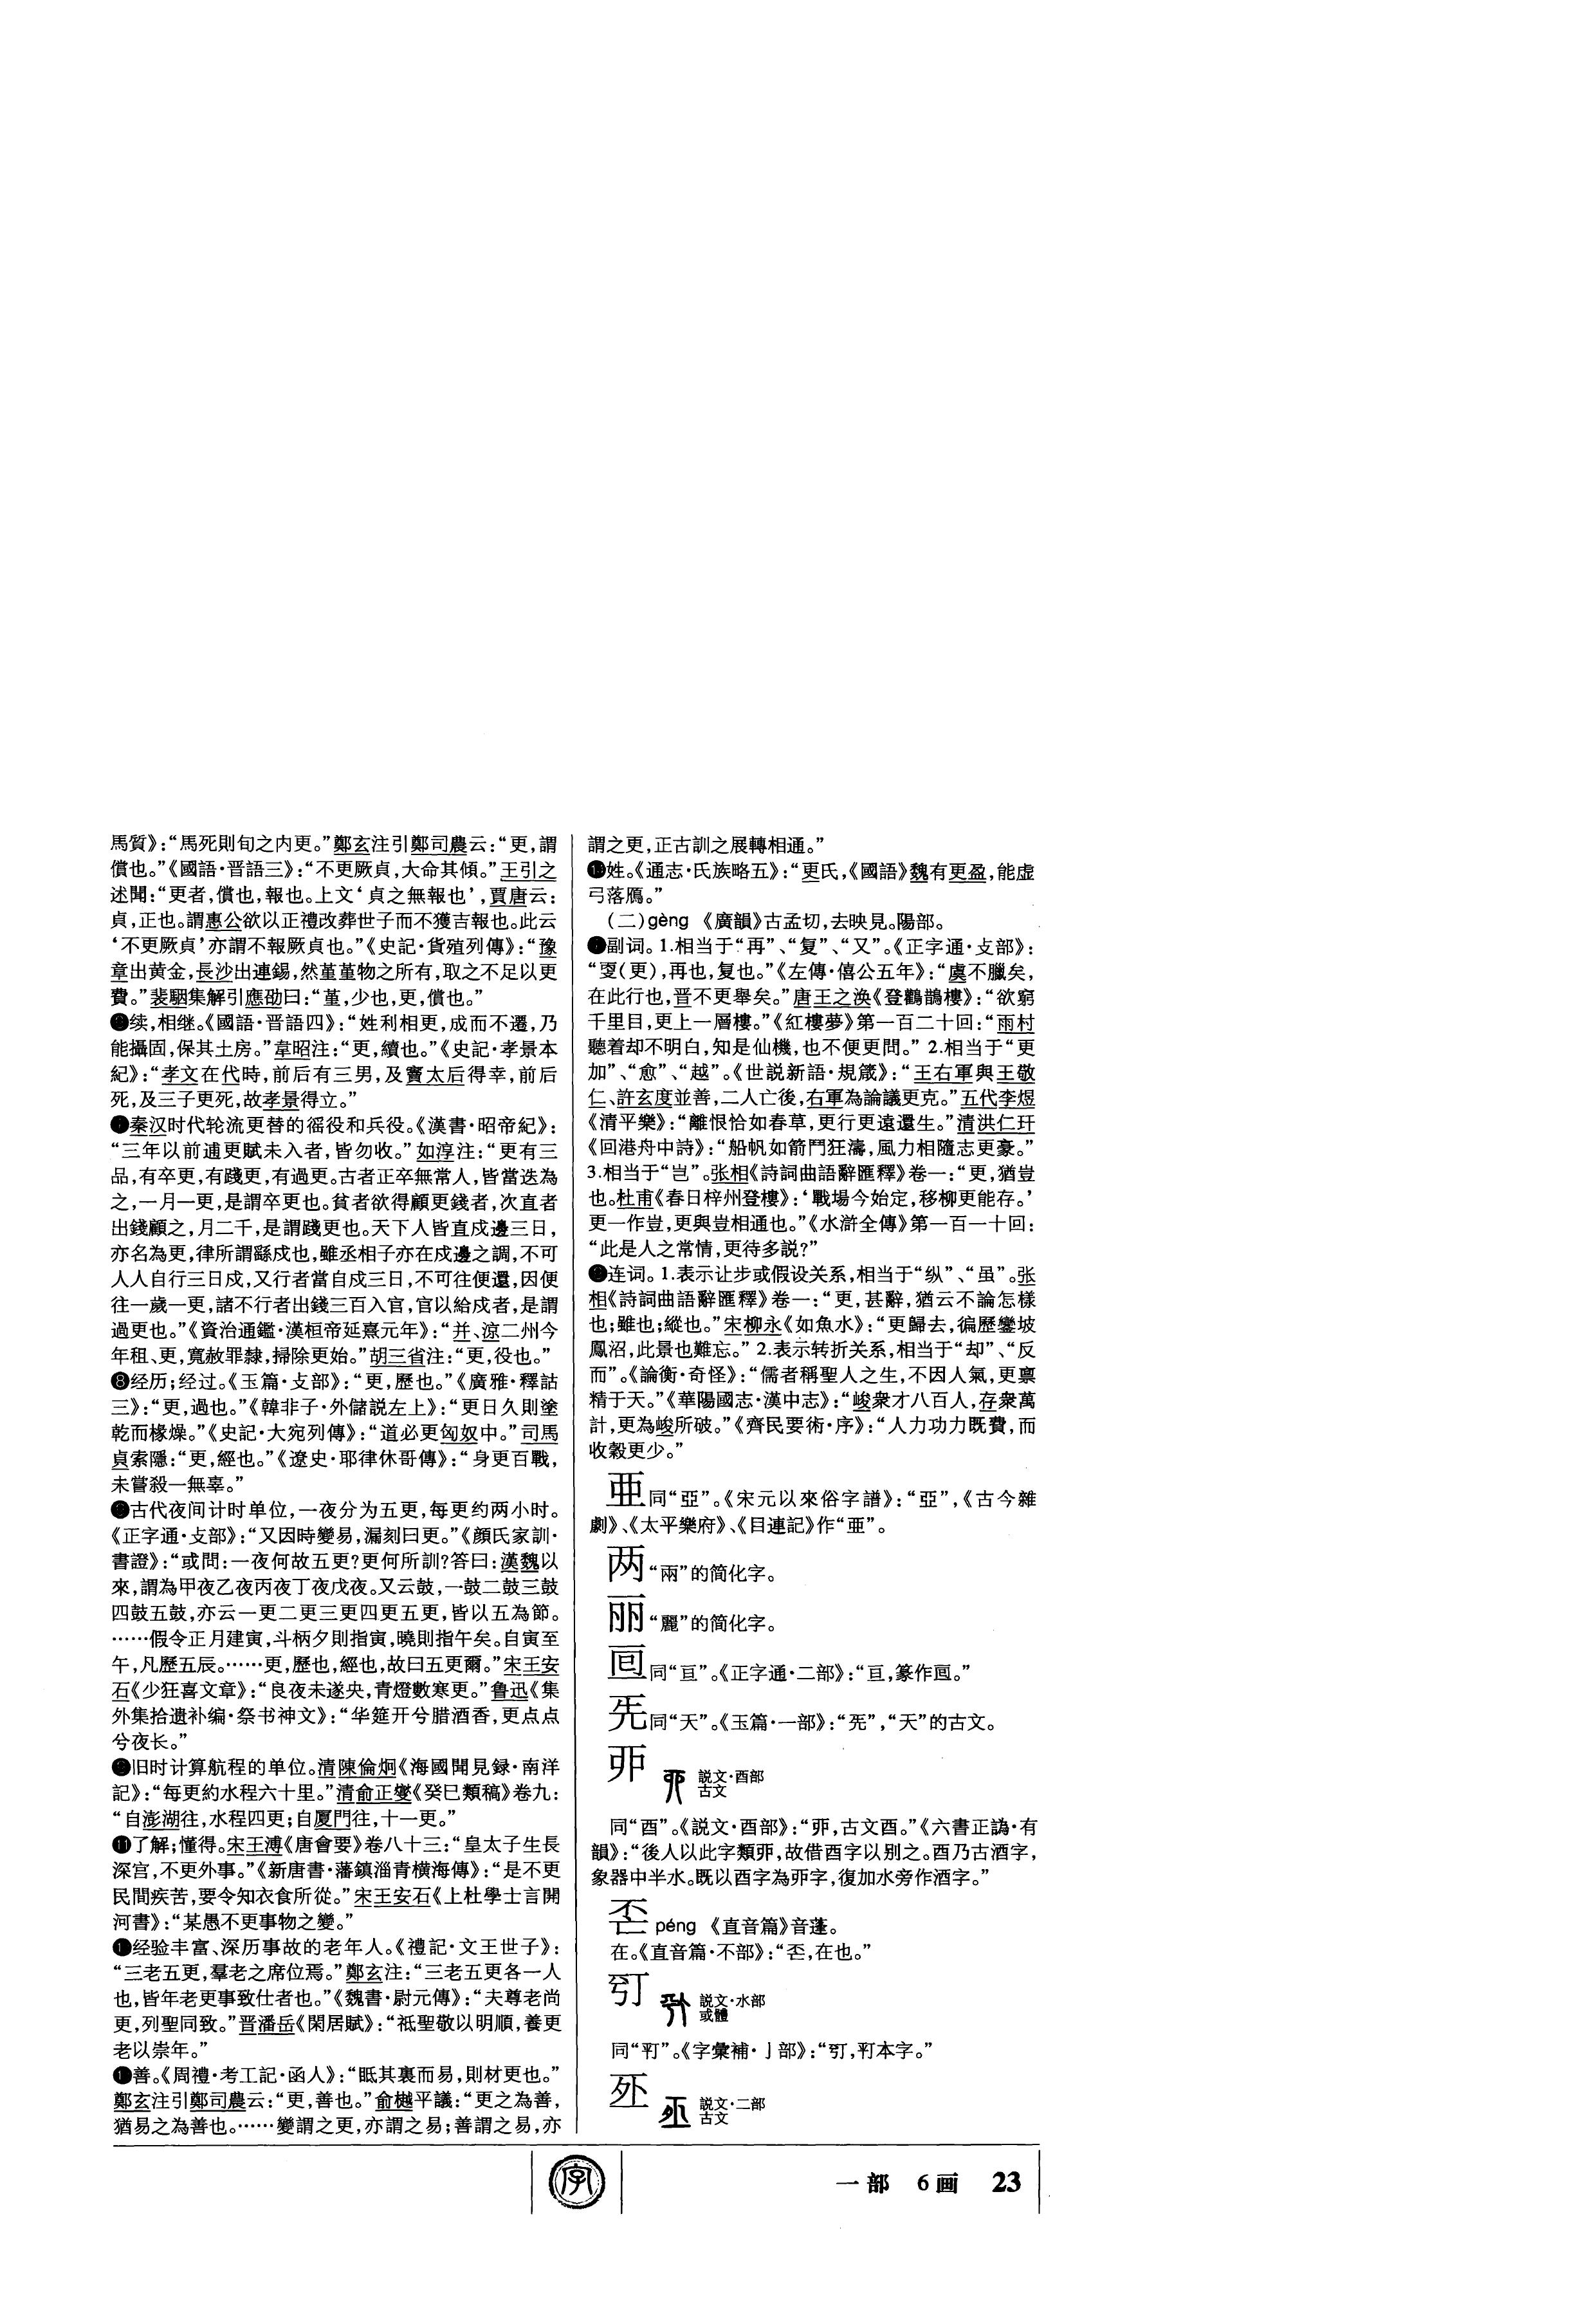 馬質》：“馬死則旬之内更。”鄭玄注引鄭司農云：“更，謂
償也。”《國語·晋語三》：“不更厥貞，大命其傾。”王引之
述聞：“更者，償也，報也。上文‘貞之無報也’，賈唐云：
貞，正也。謂惠公欲以正禮改葬世子而不獲吉報也。此云
‘不更厥貞’亦謂不報厥貞也。”《史記·貨殖列傳》：“豫
章出黄金，長沙出連錫，然堇堇物之所有，取之不足以更
費。”裴駰集解引應劭曰：“堇，少也，更，償也。”
续，相继。《國語·晋語四》：“姓利相更，成而不遷，乃
能攝固，保其土房。”韋昭注：“更，續也。”《史記·孝景本
紀》：“孝文在代時，前后有三男，及竇太后得幸，前后
死，及三子更死，故孝景得立。”
❼秦汉时代轮流更替的徭役和兵役。《漢書·昭帝紀》：
“三年以前逋更賦未入者，皆勿收。”如淳注：“更有三
品，有卒更，有踐更，有過更。古者正卒無常人，皆當迭為
之，一月一更，是謂卒更也。貧者欲得顧更錢者，次直者
出錢顧之，月二千，是謂踐更也。天下人皆直戍邊三日，
亦名為更，律所謂繇戍也，雖丞相子亦在戍邊之調，不可
人人自行三日戍，又行者當自戍三日，不可往便還，因便
往一歲一更，諸不行者出錢三百入官，官以給戍者，是謂
過更也。”《資治通鑑·漢桓帝延熹元年》：“并、涼二州今
年租、更，寬赦罪隸，掃除更始。”胡三省注：“更，役也。”
❽经历；经过。《玉篇·攴部》：“更，歷也。”《廣雅·釋詁
三》：“更，過也。”《韓非子·外儲説左上》：“更日久則塗
乾而椽燥。”《史記·大宛列傳》：“道必更匈奴中。”司馬
貞索隱：“更，經也。”《遼史·耶律休哥傳》：“身更百戰，
未嘗殺一無辜。”
古代夜间计时单位，一夜分为五更，每更约两小时。
《正字通·攴部》：“又因時變易，漏刻曰更。”《顔氏家訓·
書證》：“或問：一夜何故五更？更何所訓？答曰：漢魏以
來，謂為甲夜乙夜丙夜丁夜戊夜。又云鼓，一鼓二鼓三鼓
四鼓五鼓，亦云一更二更三更四更五更，皆以五為節。
……假令正月建寅，斗柄夕則指寅，曉則指午矣。自寅至
午，凡歷五辰。……更，歷也，經也，故曰五更爾。”宋王安
石《少狂喜文章》：“良夜未遂央，青燈數寒更。”鲁迅《集
外集拾遗补编·祭书神文》：“华筵开兮腊酒香，更点点
兮夜长。”
旧时计算航程的单位。清陳倫炯《海國聞見録·南洋
記》：“每更約水程六十里。”清俞正燮《癸巳類稿》卷九：
“自澎湖往，水程四更；自厦門往，十一更。”
⓫了解；懂得。宋王溥《唐會要》卷八十三：“皇太子生長
深宫，不更外事。”《新唐書·藩鎮淄青横海傳》：“是不更
民間疾苦，要令知衣食所從。”宋王安石《上杜學士言開
河書》：“某愚不更事物之變。”
经验丰富、深历事故的老年人。《禮記·文王世子》：
“三老五更，羣老之席位焉。”鄭玄注：“三老五更各一人
也，皆年老更事致仕者也。”《魏書·尉元傳》：“夫尊老尚
更，列聖同致。”晋潘岳《閑居賦》：“祗聖敬以明順，養更
老以崇年。”
善。《周禮·考工記·函人》：“眡其裏而易，則材更也。”
鄭玄注引鄭司農云：“更，善也。”俞樾平議：“更之為善，
猶易之為善也。……變謂之更，亦謂之易；善謂之易，亦
謂之更，正古訓之展轉相通。”
姓。《通志·氏族略五》：“更氏，《國語》魏有更盈，能虚
弓落鴈。”
（二）gèng 《廣韻》古孟切，去映見。陽部。
副词。1.相当于“再”、“复”、“又”。《正字通·攴部》：
“㪅（更），再也，复也。”《左傳·僖公五年》：“虞不臘矣，
在此行也，晋不更舉矣。”唐王之涣《登鸛鵲樓》：“欲窮
千里目，更上一層樓。”《紅樓夢》第一百二十回：“雨村
聽着却不明白，知是仙機，也不便更問。” 2.相当于“更
加”、“愈”、“越”。《世説新語·規箴》：“王右軍與王敬
仁、許玄度並善，二人亡後，右軍為論議更克。”五代李煜
《清平樂》：“離恨恰如春草，更行更遠還生。”清洪仁玕
《回港舟中詩》：“船帆如箭鬥狂濤，風力相隨志更豪。”
3.相当于“岂”。张相《詩詞曲語辭匯釋》卷一：“更，猶豈
也。杜甫《春日梓州登樓》：‘戰場今始定，移柳更能存。’
更一作豈，更與豈相通也。”《水滸全傳》第一百一十回：
“此是人之常情，更待多説？”
连词。1.表示让步或假设关系，相当于“纵”、“虽”。张
相《詩詞曲語辭匯釋》卷一：“更，甚辭，猶云不論怎樣
也；雖也；縱也。”宋柳永《如魚水》：“更歸去，徧歷鑾坡
鳳沼，此景也難忘。” 2.表示转折关系，相当于“却”、“反
而”。《論衡·奇怪》：“儒者稱聖人之生，不因人氣，更禀
精于天。”《華陽國志·漢中志》：“峻衆才八百人，存衆萬
計，更為峻所破。”《齊民要術·序》：“人力功力既費，而
收穀更少。”
亜同“亞”。《宋元以來俗字譜》：“亞”，《古今雜
劇》、《太平樂府》、《目連記》作“亜”。
两“兩”的简化字。
丽“麗”的简化字。
𠄢同“亘”。《正字通·二部》：“亘，篆作𠄢。”
兂同“天”。《玉篇·一部》：“兂”，“天”的古文。
丣 説文·酉部
古文
同“酉”。《説文·酉部》：“丣，古文酉。”《六書正譌·有
韻》：“後人以此字類丣，故借酉字以别之。酉乃古酒字，
象器中半水。既以酉字為丣字，復加水旁作酒字。”
péng 《直音篇》音蓬。
在。《直音篇·不部》：“，在也。”
説文·水部
或體
同“”。《字彙補·亅部》：“，本字。”
説文·二部
古文
一部 6画 23
字